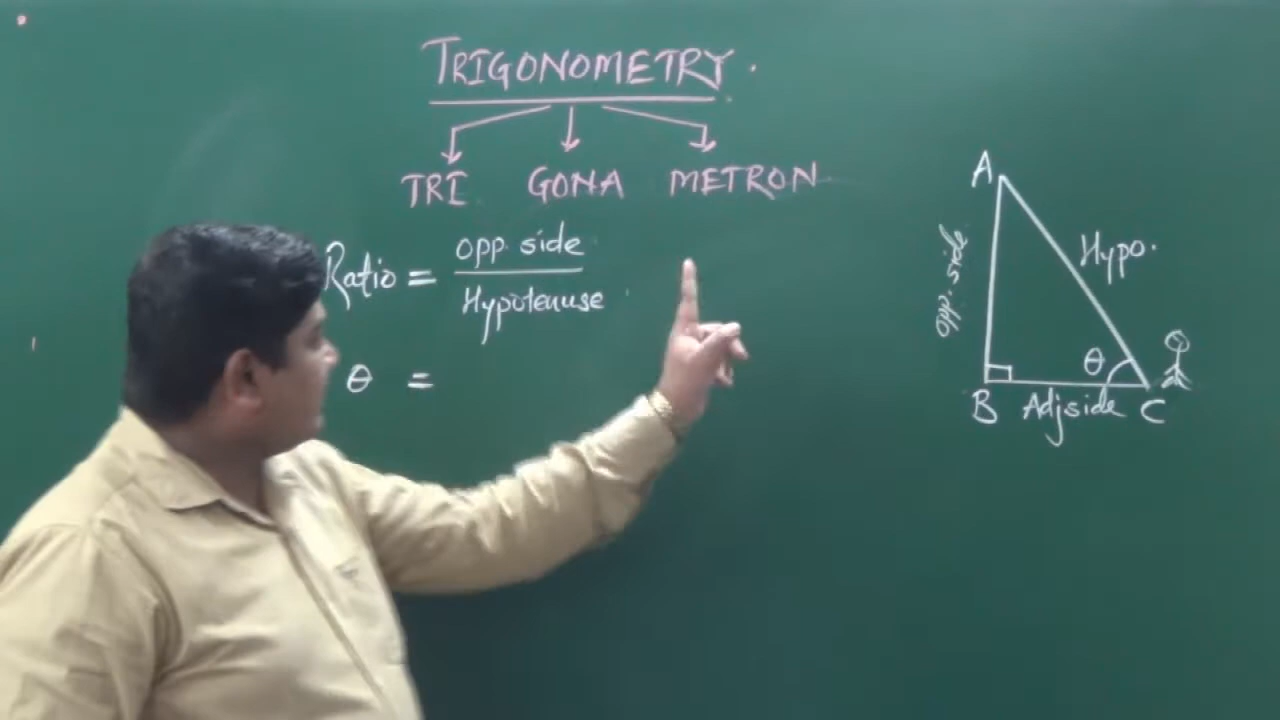 TRIGONOMETRY.
TRI GONA METRON
Ratio = opp. side / Hypotenuse
θ =
A
opp. side
Hypo.
θ
B Adjside C